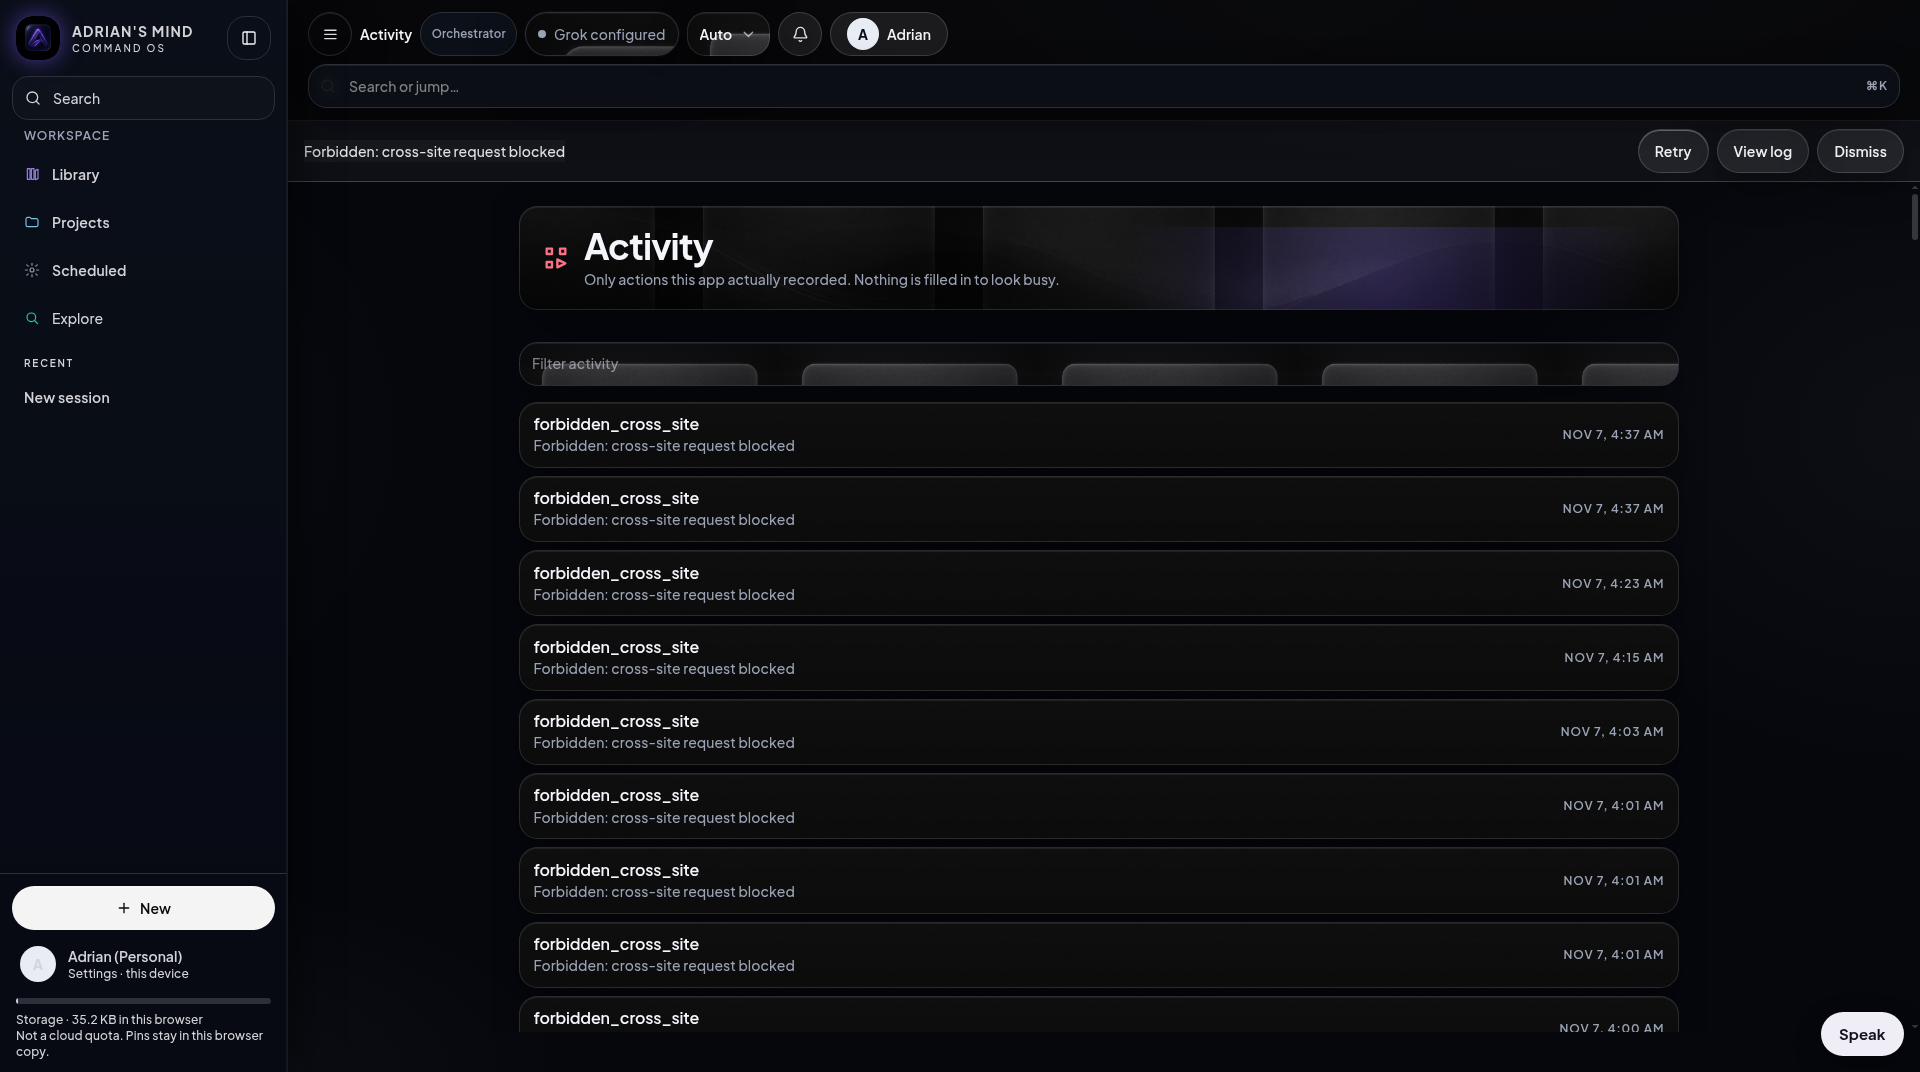 ADRIAN'S MIND
COMMAND OS
Search
WORKSPACE
Library
Projects
Scheduled
Explore
RECENT
New session
New
A
Adrian (Personal)
Settings · this device
Storage · 35.2 KB in this browser
Not a cloud quota. Pins stay in this browser
copy.
Activity
Orchestrator
Grok configured
Auto
A
Adrian
Search or jump…
⌘K
Forbidden: cross-site request blocked
Retry
View log
Dismiss
Activity
Only actions this app actually recorded. Nothing is filled in to look busy.
Filter activity
forbidden_cross_site
Forbidden: cross-site request blocked
NOV 7, 4:37 AM
forbidden_cross_site
Forbidden: cross-site request blocked
NOV 7, 4:37 AM
forbidden_cross_site
Forbidden: cross-site request blocked
NOV 7, 4:23 AM
forbidden_cross_site
Forbidden: cross-site request blocked
NOV 7, 4:15 AM
forbidden_cross_site
Forbidden: cross-site request blocked
NOV 7, 4:03 AM
forbidden_cross_site
Forbidden: cross-site request blocked
NOV 7, 4:01 AM
forbidden_cross_site
Forbidden: cross-site request blocked
NOV 7, 4:01 AM
forbidden_cross_site
Forbidden: cross-site request blocked
NOV 7, 4:01 AM
forbidden_cross_site
NOV 7, 4:00 AM
Speak